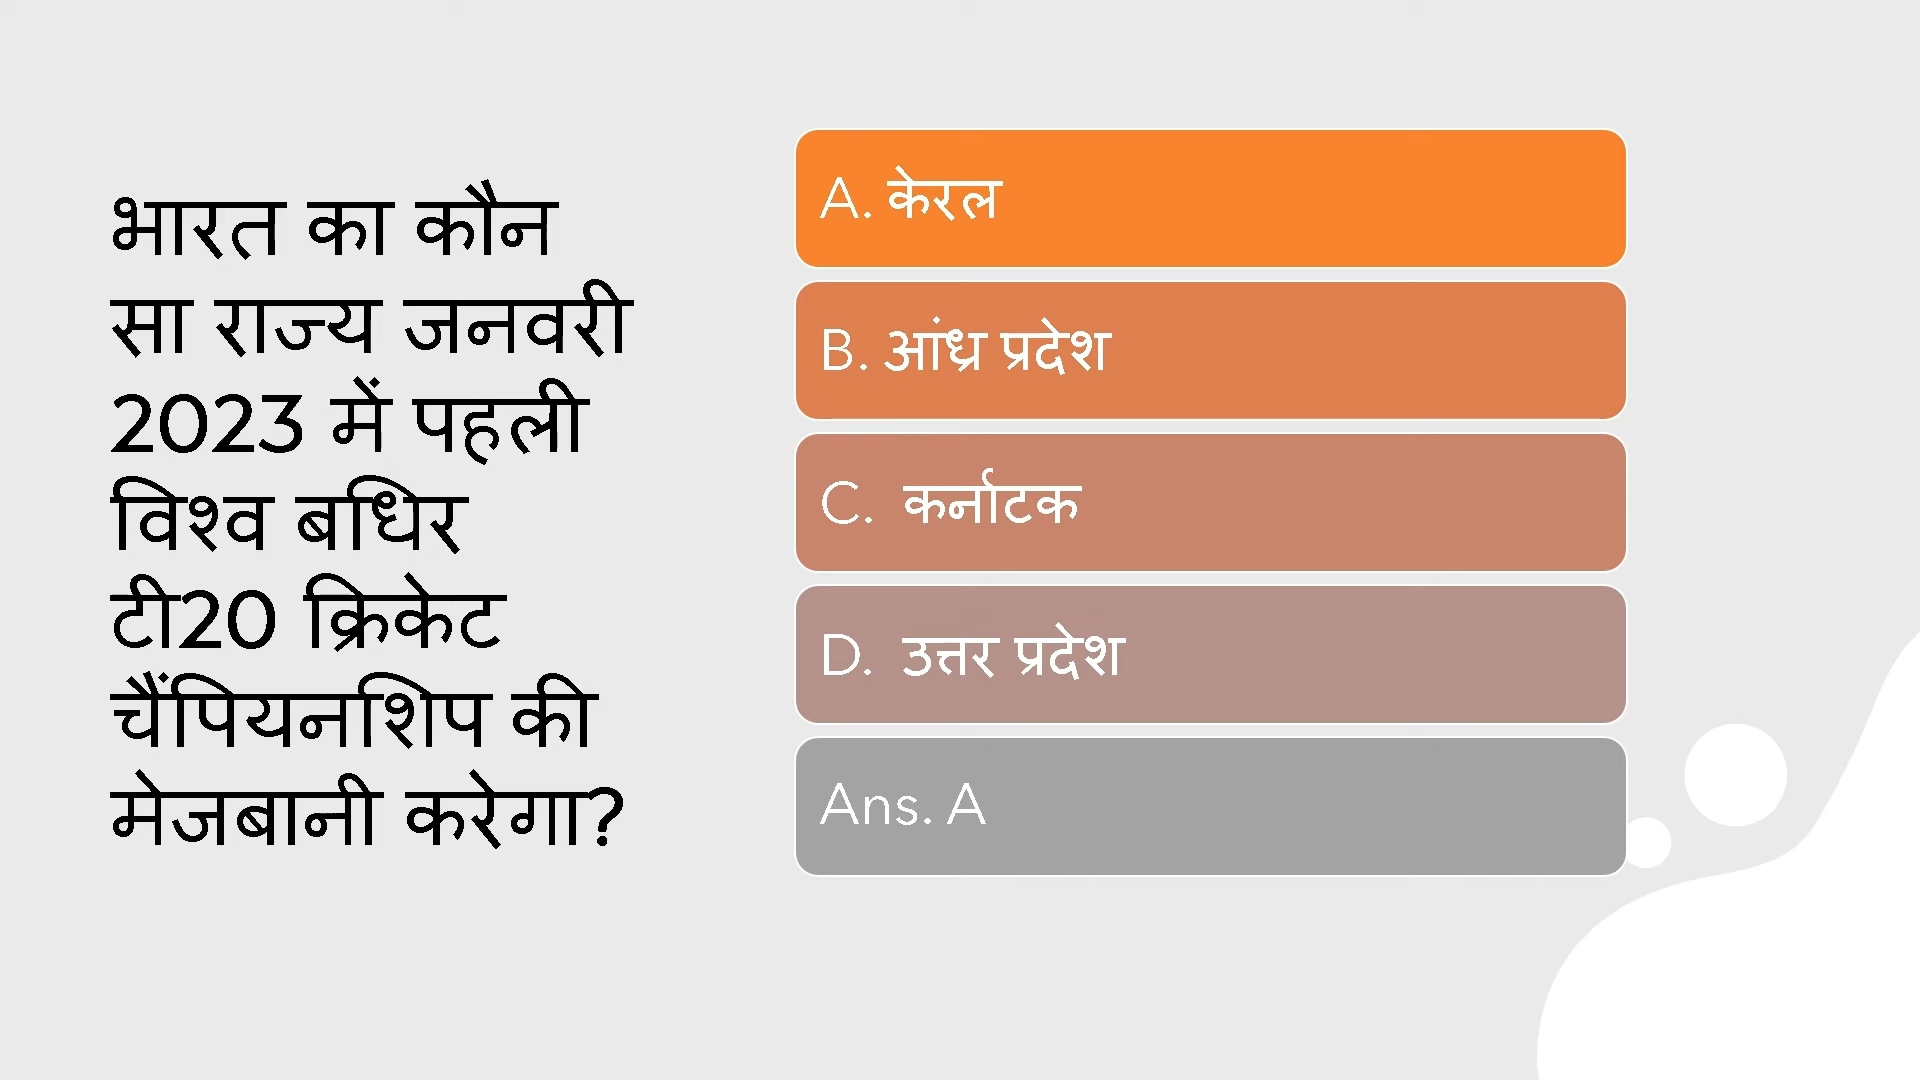 भारत का कौन
सा राज्य जनवरी
2023 में पहली
विश्व बधिर
टी20 क्रिकेट
चैंपियनशिप की
मेजबानी करेगा?
A. केरल
B. आंध्र प्रदेश
C. कर्नाटक
D. उत्तर प्रदेश
Ans. A